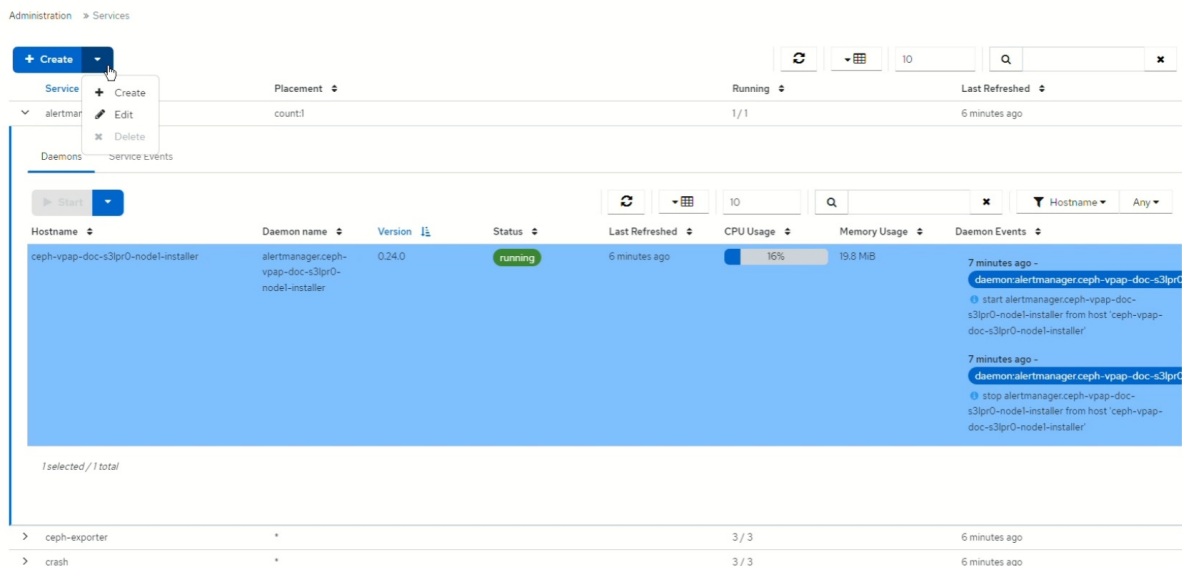 Administration » Services
+ Create
10
Service
Placement
Running
Last Refreshed
+ Create
Edit
Delete
alertmar
count:1
1 / 1
6 minutes ago
Daemons
Service Events
Start
10
Hostname
Any
Hostname
Daemon name
Version
Status
Last Refreshed
CPU Usage
Memory Usage
Daemon Events
ceph-vpap-doc-s3lpr0-node1-installer
alertmanager.ceph-
vpap-doc-s3lpr0-
node1-installer
0.24.0
running
6 minutes ago
16%
19.8 MiB
7 minutes ago -
daemon:alertmanager.ceph-vpap-doc-s3lpr0
start alertmanager.ceph-vpap-doc-
s3lpr0-node1-installer from host 'ceph-vpap-
doc-s3lpr0-node1-installer'
7 minutes ago -
daemon:alertmanager.ceph-vpap-doc-s3lpr0
stop alertmanager.ceph-vpap-doc-
s3lpr0-node1-installer from host 'ceph-vpap-
doc-s3lpr0-node1-installer'
1 selected / 1 total
ceph-exporter
*
3 / 3
6 minutes ago
crash
*
3 / 3
6 minutes ago